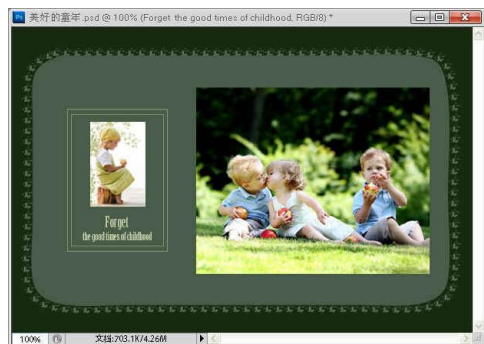 Ps 美好的童年.psd @ 100% (Forget the good times of childhood, RGB/8) *
Forget
the good times of childhood
100% 文档:703.1K/4.26M